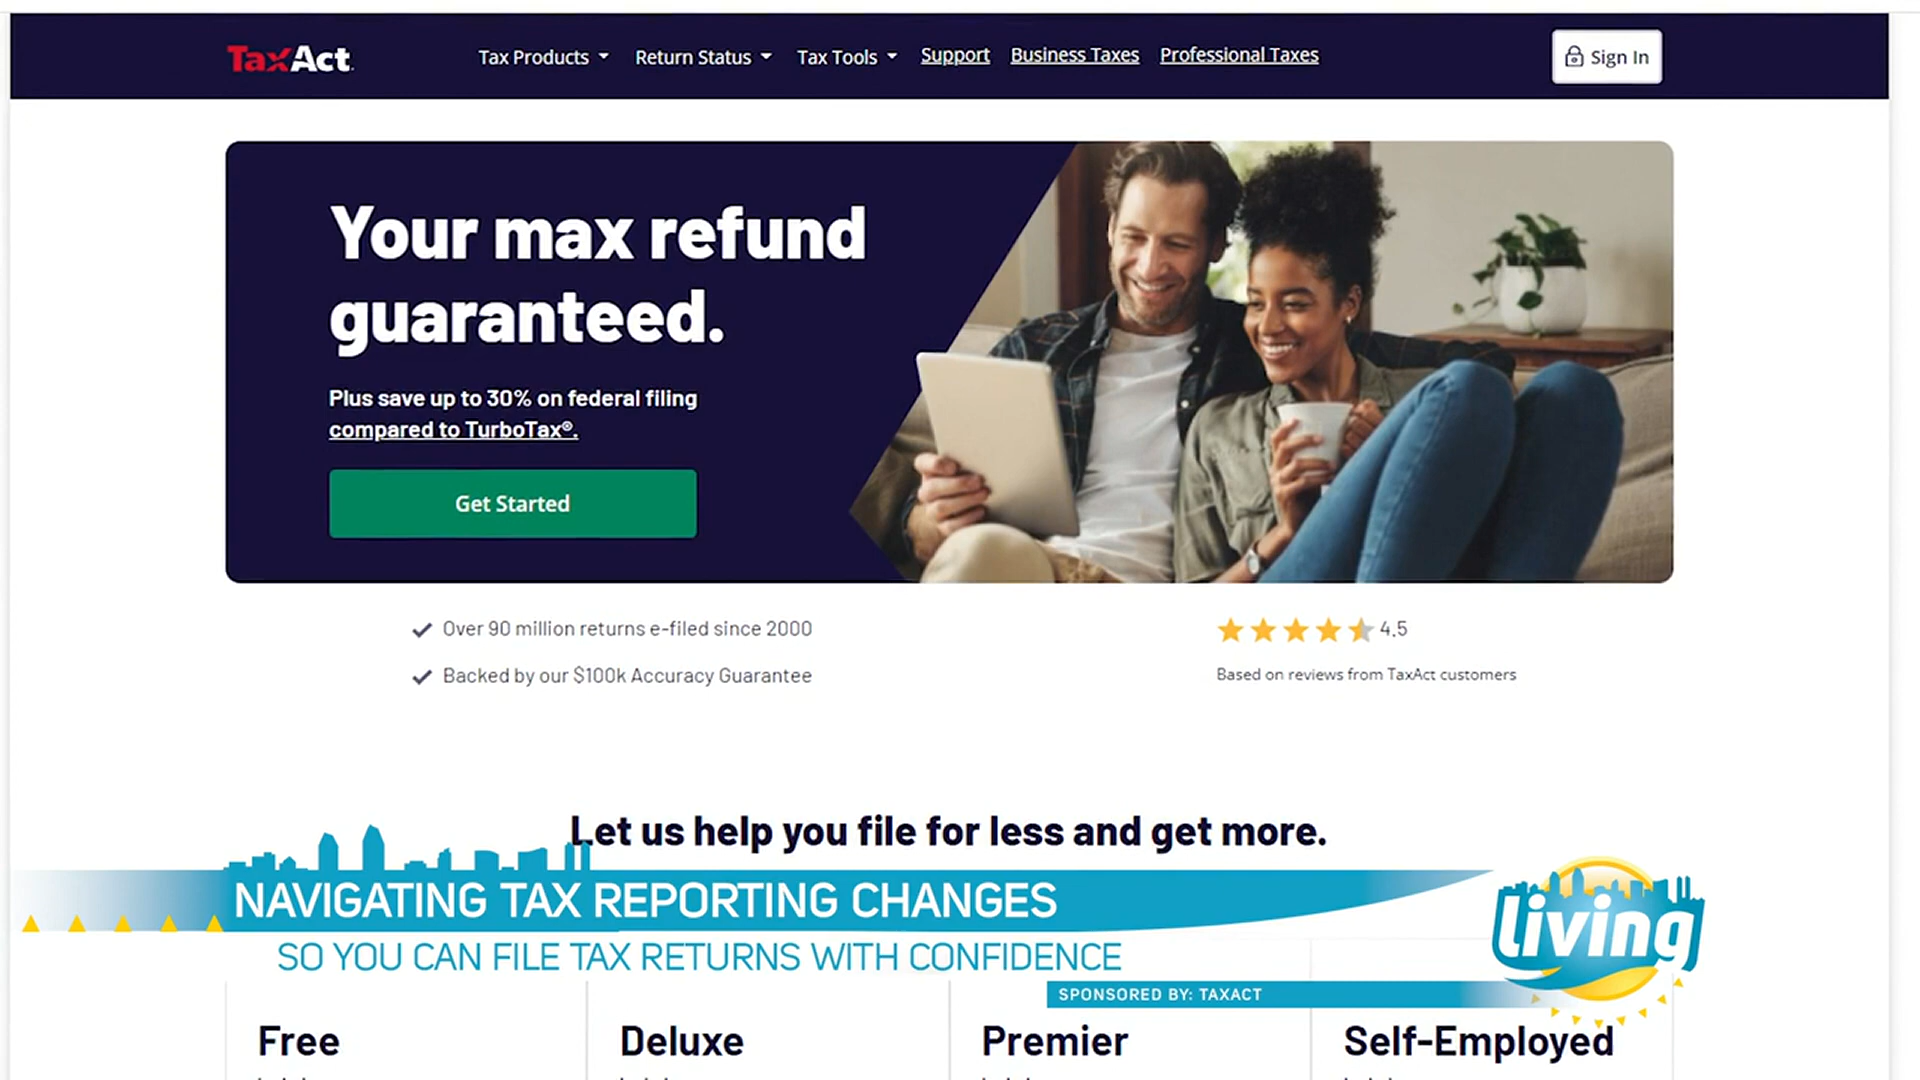 TaxAct.
Tax Products
Return Status
Tax Tools
Support
Business Taxes
Professional Taxes
Sign In
Your max refund
guaranteed.
Plus save up to 30% on federal filing
compared to TurboTax®.
Get Started
Over 90 million returns e-filed since 2000
4.5
Backed by our $100k Accuracy Guarantee
Based on reviews from TaxAct customers
Let us help you file for less and get more.
NAVIGATING TAX REPORTING CHANGES
living
SO YOU CAN FILE TAX RETURNS WITH CONFIDENCE
SPONSORED BY: TAXACT
Free
Deluxe
Premier
Self-Employed